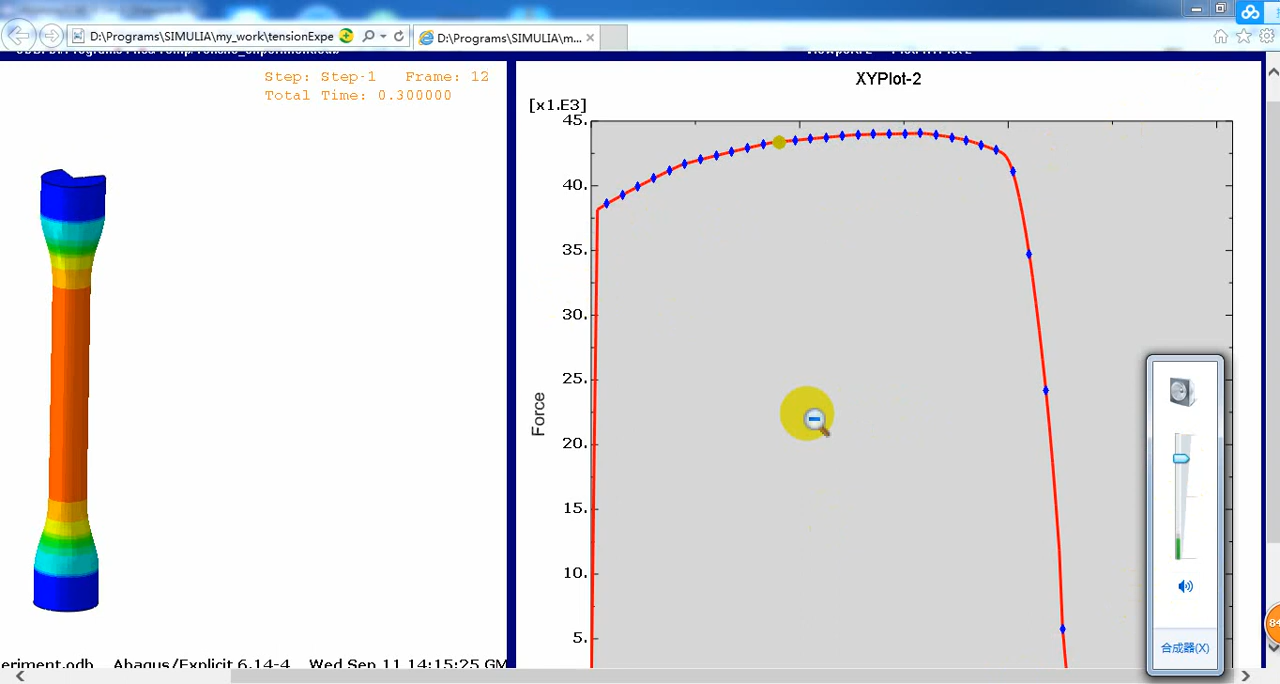 D:\Programs\SIMULIA\my_work\tensionExpe
D:\Programs\SIMULIA\m...
Step: Step-1 Frame: 12
Total Time: 0.300000
XYPlot-2
[x1.E3]
45.
40.
35.
30.
25.
20.
15.
10.
5.
Force
84
合成器(X)
eriment.odb Abaqus/Explicit 6.14-4 Wed Sep 11 14:15:25 GM